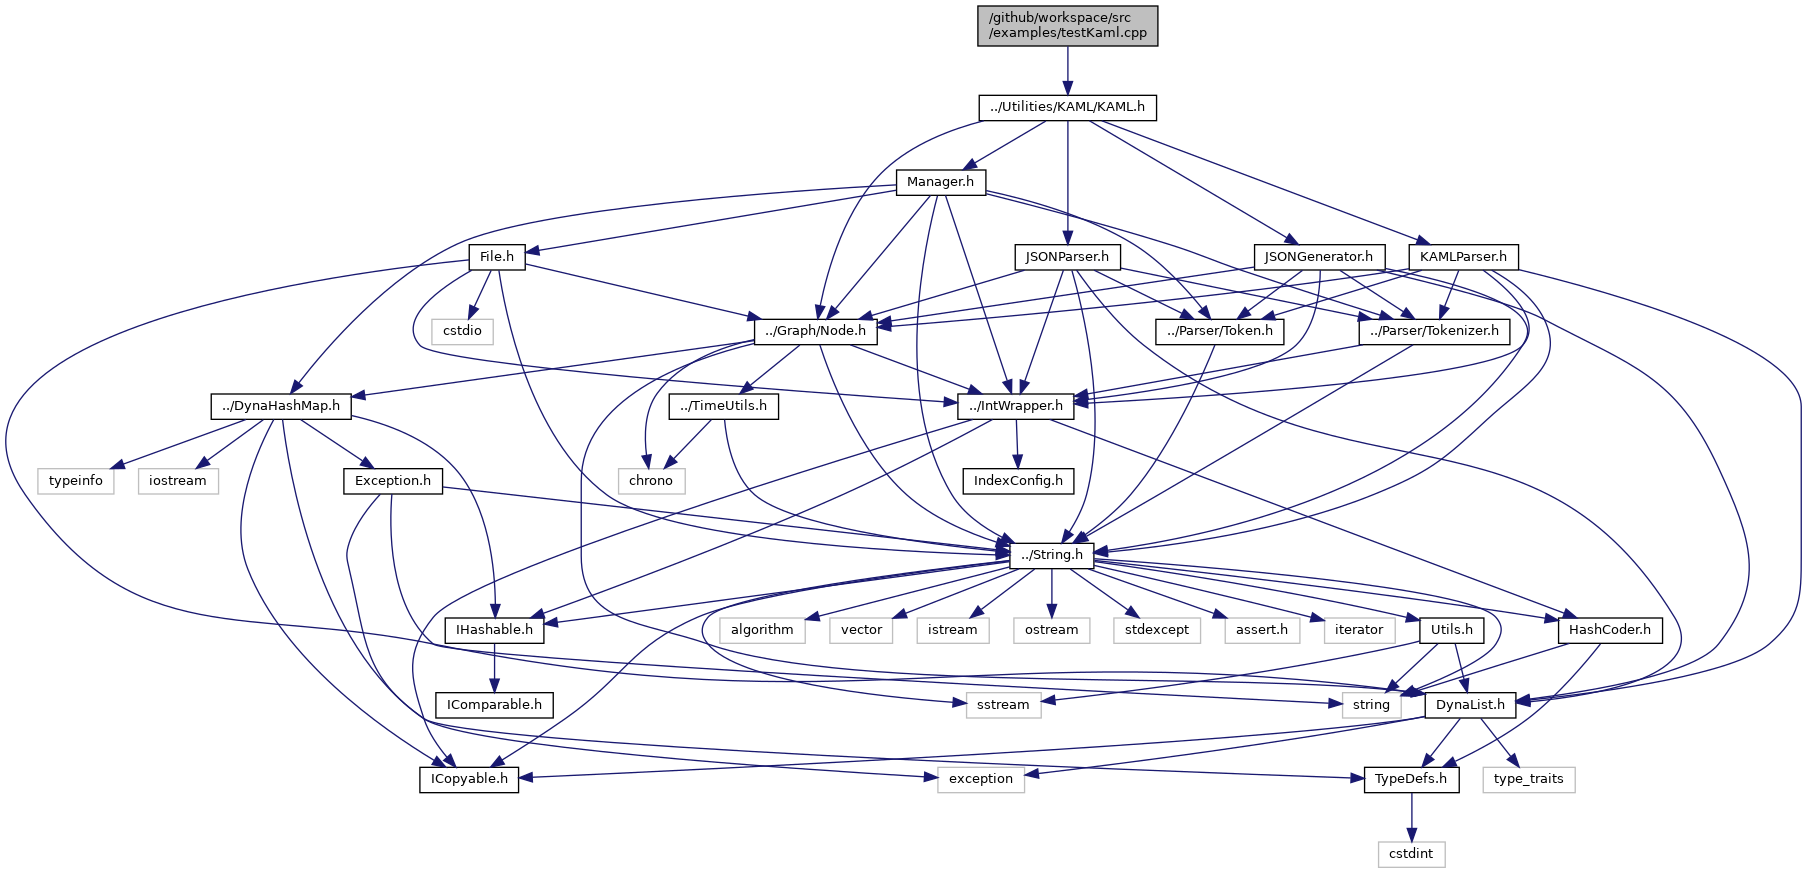 /github/workspace/src
/examples/testKaml.cpp
../Utilities/KAML/KAML.h
Manager.h
File.h
JSONParser.h
JSONGenerator.h
KAMLParser.h
cstdio
../Graph/Node.h
../Parser/Token.h
../Parser/Tokenizer.h
../DynaHashMap.h
../TimeUtils.h
../IntWrapper.h
typeinfo
iostream
Exception.h
chrono
IndexConfig.h
../String.h
IHashable.h
algorithm
vector
istream
ostream
stdexcept
assert.h
iterator
Utils.h
HashCoder.h
IComparable.h
sstream
string
DynaList.h
ICopyable.h
exception
TypeDefs.h
type_traits
cstdint